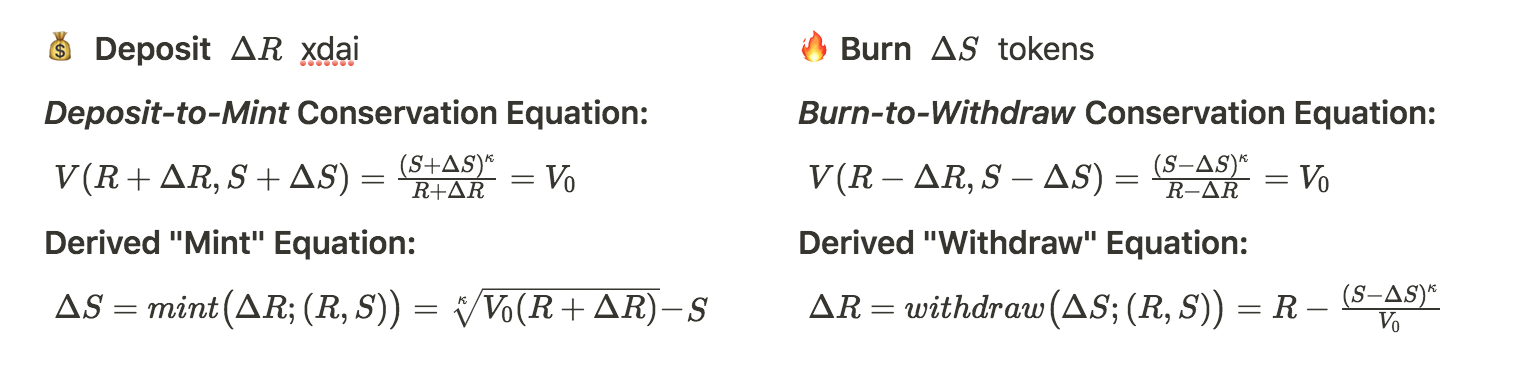 💰 Deposit ΔR xdai
Deposit-to-Mint Conservation Equation:
V(R + ΔR, S + ΔS) = (S+ΔS)^κ / R+ΔR = V₀
Derived "Mint" Equation:
ΔS = mint(ΔR; (R, S)) = ᵏ√V₀(R + ΔR) − S
🔥 Burn ΔS tokens
Burn-to-Withdraw Conservation Equation:
V(R − ΔR, S − ΔS) = (S−ΔS)^κ / R−ΔR = V₀
Derived "Withdraw" Equation:
ΔR = withdraw(ΔS; (R, S)) = R − (S−ΔS)^κ / V₀